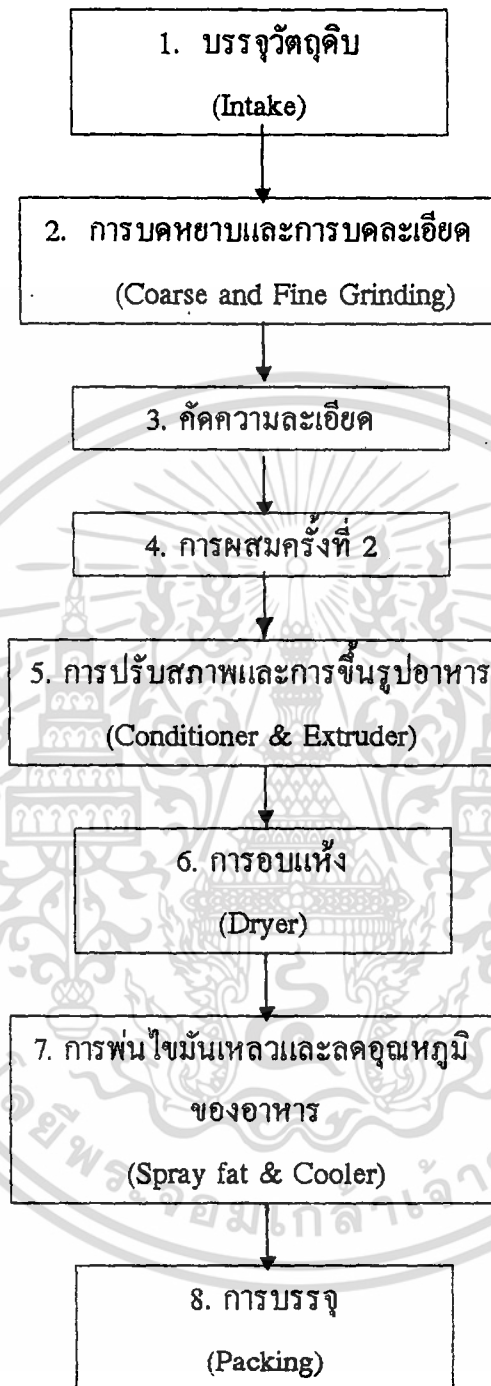 1. บรรจุวัตถุดิบ
(Intake)
2. การบดหยาบและการบดละเอียด
(Coarse and Fine Grinding)
3. คัดความละเอียด
4. การผสมครั้งที่ 2
5. การปรับสภาพและการขึ้นรูปอาหาร
(Conditioner & Extruder)
6. การอบแห้ง
(Dryer)
7. การพ่นไขมันเหลวและลดอุณหภูมิ
ของอาหาร
(Spray fat & Cooler)
8. การบรรจุ
(Packing)